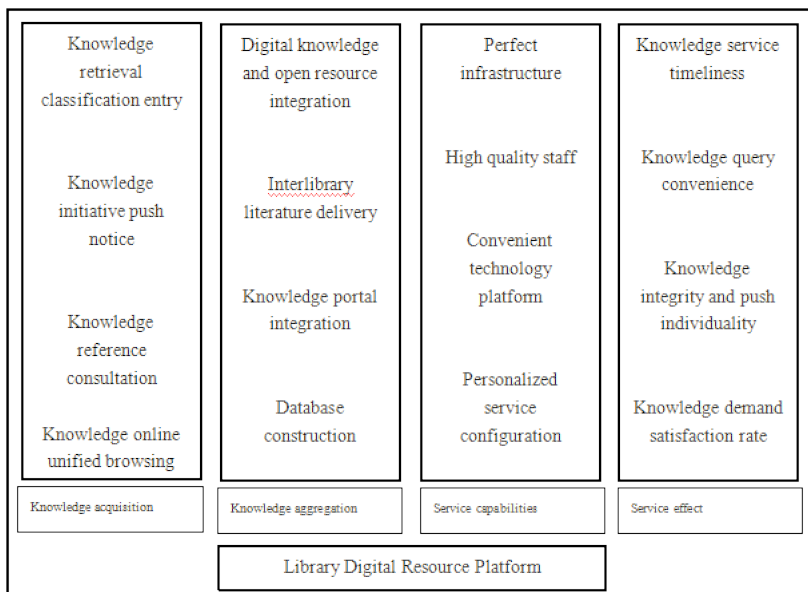 Knowledge
retrieval
classification entry
Knowledge
initiative push
notice
Knowledge
reference
consultation
Knowledge online
unified browsing
Digital knowledge
and open resource
integration
Interlibrary
literature delivery
Knowledge portal
integration
Database
construction
Perfect
infrastructure
High quality staff
Convenient
technology
platform
Personalized
service
configuration
Knowledge service
timeliness
Knowledge query
convenience
Knowledge
integrity and push
individuality
Knowledge demand
satisfaction rate
Knowledge acquisition
Knowledge aggregation
Service capabilities
Service effect
Library Digital Resource Platform